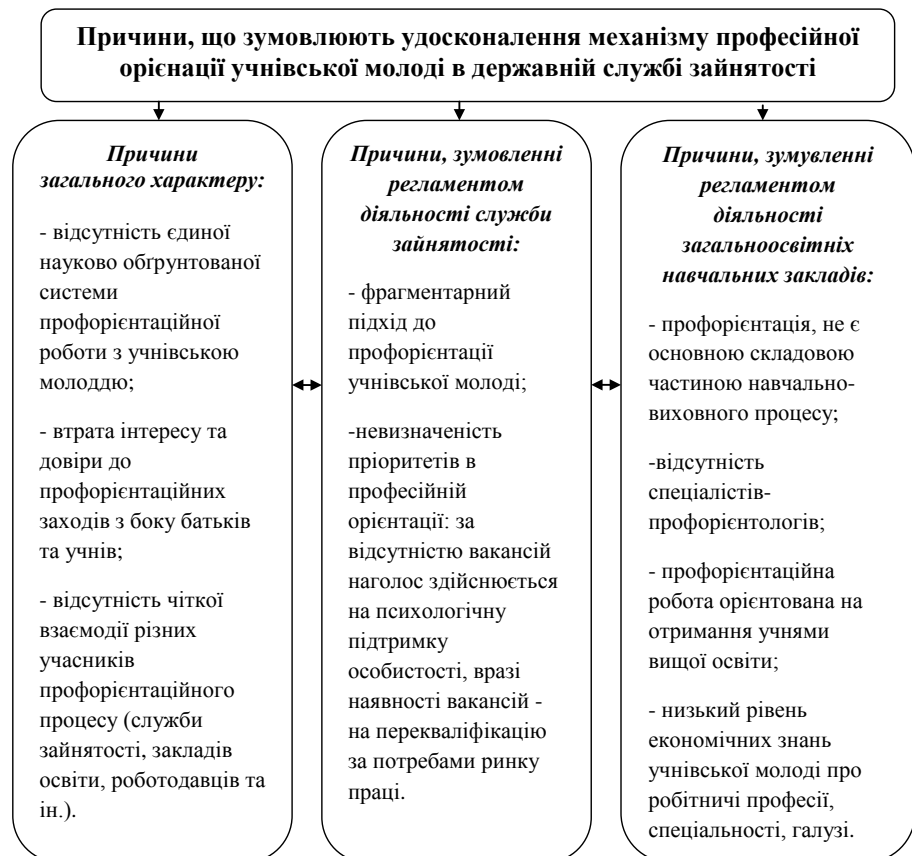 Причини, що зумовлюють удосконалення механізму професійної
орієнації учнівської молоді в державній службі зайнятості
Причини
загального характеру:
- відсутність єдиної
науково обґрунтованої
системи
профорієнтаційної
роботи з учнівською
молоддю;
- втрата інтересу та
довіри до
профорієнтаційних
заходів з боку батьків
та учнів;
- відсутність чіткої
взаємодії різних
учасників
профорієнтаційного
процесу (служби
зайнятості, закладів
освіти, роботодавців та
ін.).
Причини, зумовленні
регламентом
діяльності служби
зайнятості:
- фрагментарний
підхід до
профорієнтації
учнівської молоді;
-невизначеність
пріоритетів в
професійній
орієнтації: за
відсутністю вакансій
наголос здійснюється
на психологічну
підтримку
особистості, вразі
наявності вакансій -
на перекваліфікацію
за потребами ринку
праці.
Причини, зумувленні
регламентом
діяльності
загальноосвітніх
навчальних закладів:
- профорієнтація, не є
основною складовою
частиною навчально-
виховного процесу;
-відсутність
спеціалістів-
профорієнтологів;
- профорієнтаційна
робота орієнтована на
отримання учнями
вищої освіти;
- низький рівень
економічних знань
учнівської молоді про
робітничі професії,
спеціальності, галузі.